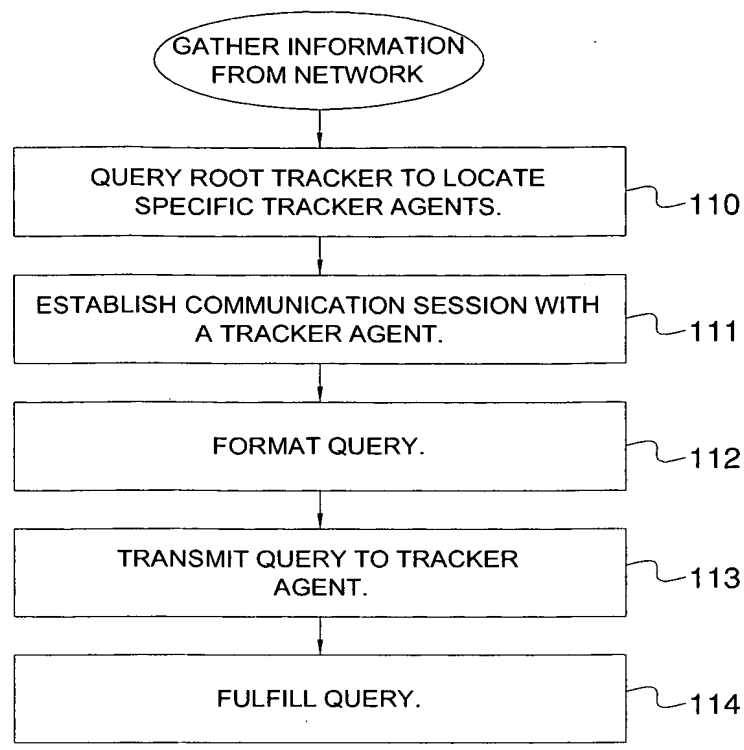 GATHER INFORMATION
FROM NETWORK
QUERY ROOT TRACKER TO LOCATE
SPECIFIC TRACKER AGENTS.
110
ESTABLISH COMMUNICATION SESSION WITH
A TRACKER AGENT.
111
FORMAT QUERY.
112
TRANSMIT QUERY TO TRACKER
AGENT.
113
FULFILL QUERY.
114